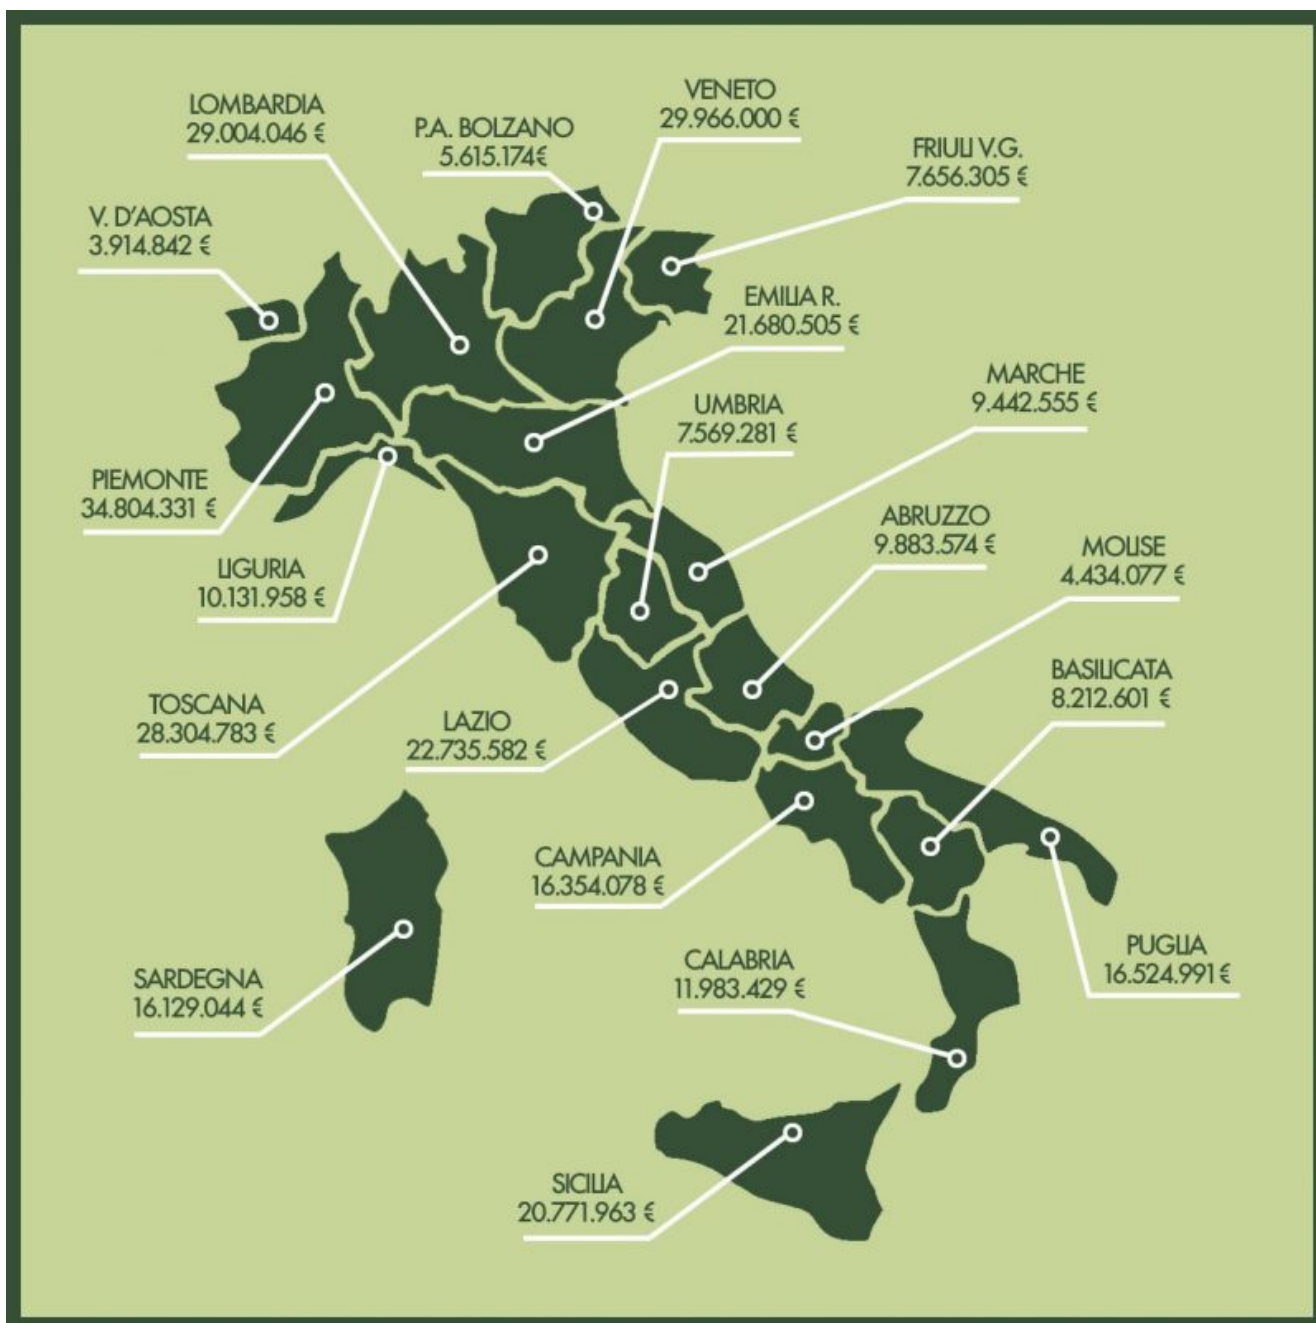 VENETO
29.966.000 €
LOMBARDIA
29.004.046 €
P.A. BOLZANO
5.615.174€
FRIULI V.G.
7.656.305 €
V. D'AOSTA
3.914.842 €
EMILIA R.
21.680.505 €
MARCHE
9.442.555 €
UMBRIA
7.569.281 €
PIEMONTE
34.804.331 €
ABRUZZO
9.883.574 €
MOLISE
4.434.077 €
LIGURIA
10.131.958 €
BASILICATA
8.212.601 €
TOSCANA
28.304.783 €
LAZIO
22.735.582 €
CAMPANIA
16.354.078 €
PUGLIA
16.524.991 €
CALABRIA
11.983.429 €
SARDEGNA
16.129.044 €
SICILIA
20.771.963 €